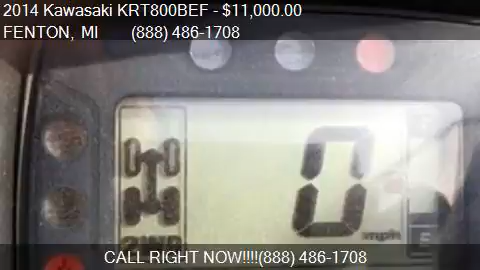 2014 Kawasaki KRT800BEF - $11,000.00
FENTON, MI (888) 486-1708
0
mph
2WD
E
CALL RIGHT NOW!!!!(888) 486-1708